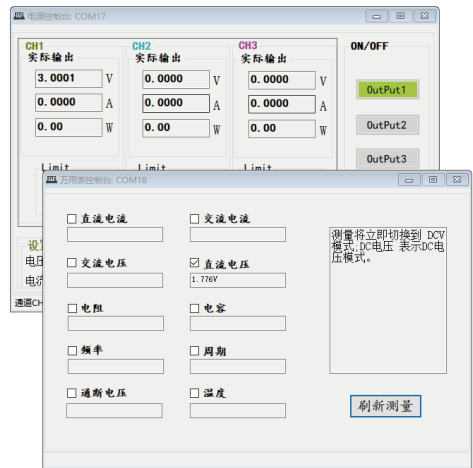 电源控制台: COM17
CH1
CH2
CH3
ON/OFF
实际输出
实际输出
实际输出
3.0001 V
0.0000 V
0.0000 V
0.0000 A
0.0000 A
0.0000 A
0.00 W
0.00 W
0.00 W
OutPut1
OutPut2
OutPut3
Limit
Limit
Limit
电压
电流
通道CH
万用表控制台: COM18
直流电流
交流电流
交流电压
直流电压
1.776V
电阻
电容
频率
周期
通断电压
温度
测量将立即切换到 DCV
模式;DC电压 表示DC电
压模式。
刷新测量